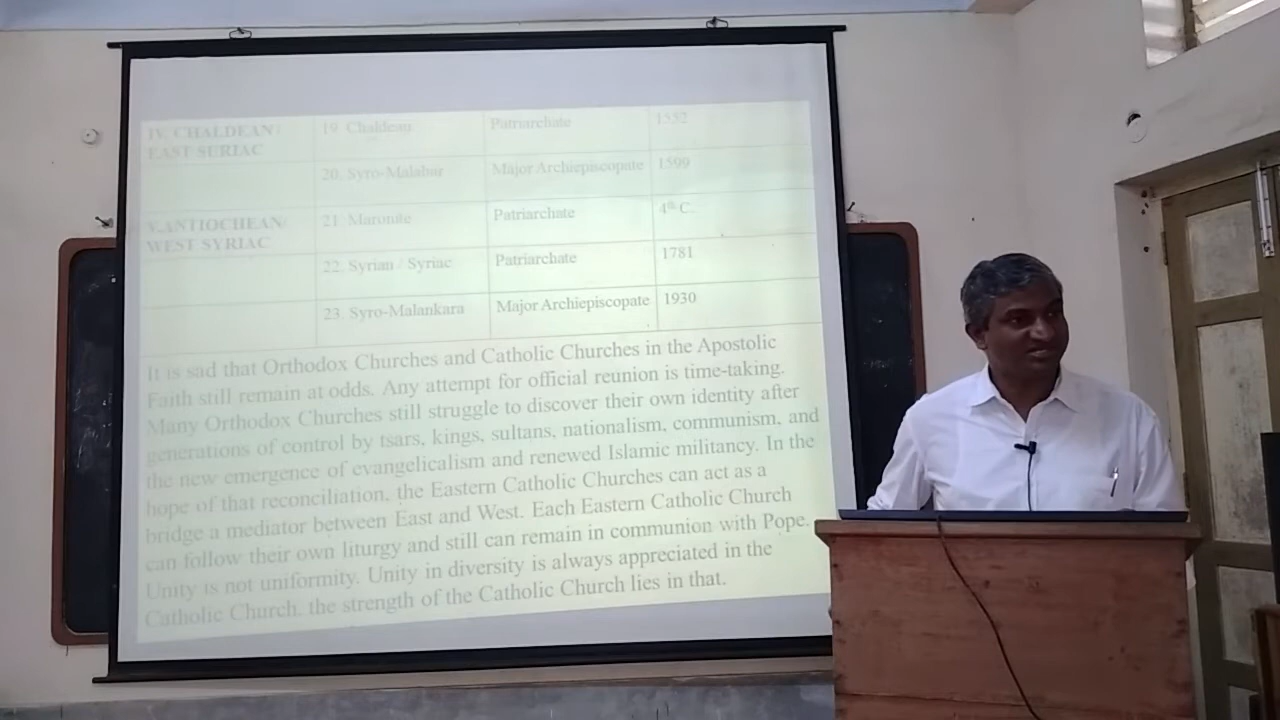 IV. CHALDEAN/ 19. Chaldean Patriarchate 1552
EAST SURIAC
20. Syro-Malabar Major Archiepiscopate 1599
V.ANTIOCHEAN/ 21. Maronite Patriarchate 4th C.
WEST SYRIAC
22. Syrian / Syriac Patriarchate 1781
23. Syro-Malankara Major Archiepiscopate 1930
It is sad that Orthodox Churches and Catholic Churches in the Apostolic
Faith still remain at odds. Any attempt for official reunion is time-taking.
Many Orthodox Churches still struggle to discover their own identity after
generations of control by tsars, kings, sultans, nationalism, communism, and
the new emergence of evangelicalism and renewed Islamic militancy. In the
hope of that reconciliation, the Eastern Catholic Churches can act as a
bridge a mediator between East and West. Each Eastern Catholic Church
can follow their own liturgy and still can remain in communion with Pope.
Unity is not uniformity. Unity in diversity is always appreciated in the
Catholic Church. the strength of the Catholic Church lies in that.